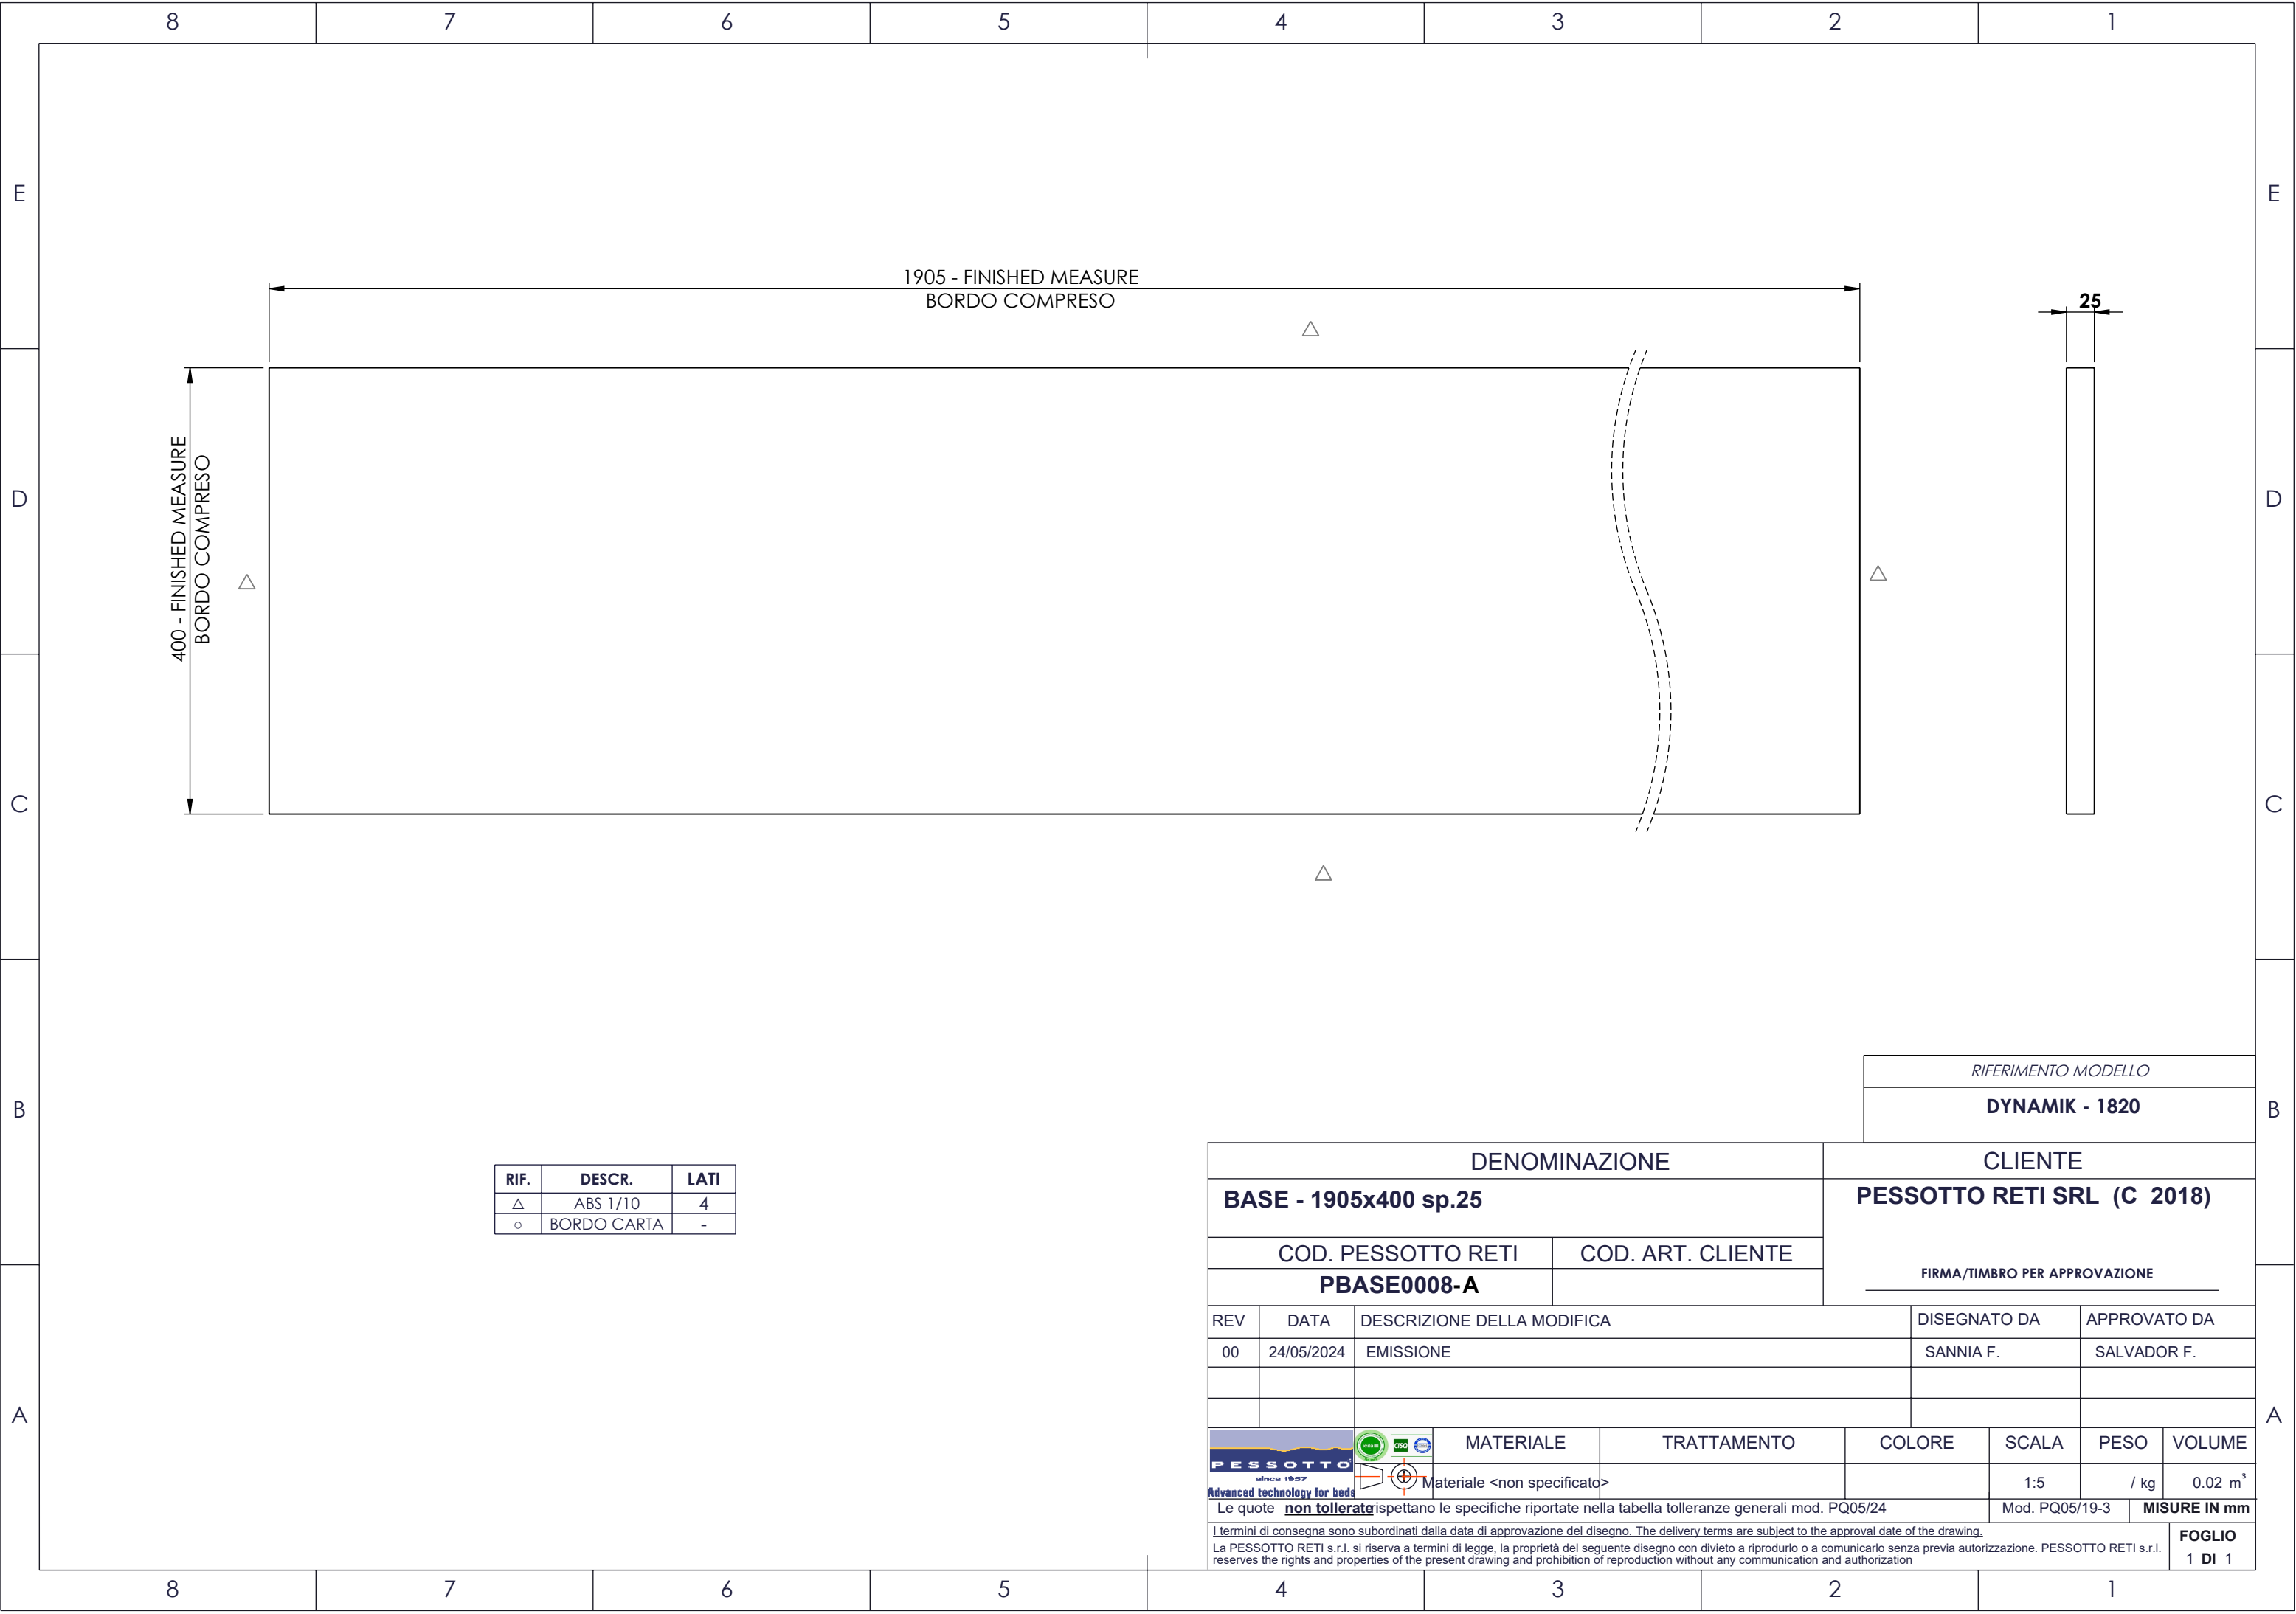 8 7 6 5 4 3 2 1
E E
1905 - FINISHED MEASURE
BORDO COMPRESO
25
D D
400 - FINISHED MEASURE
BORDO COMPRESO
C C
RIFERIMENTO MODELLO
DYNAMIK - 1820
B B
RIF. DESCR. LATI
△ ABS 1/10 4
○ BORDO CARTA -
DENOMINAZIONE CLIENTE
BASE - 1905x400 sp.25 PESSOTTO RETI SRL (C 2018)
COD. PESSOTTO RETI COD. ART. CLIENTE
FIRMA/TIMBRO PER APPROVAZIONE
PBASE0008-A
REV DATA DESCRIZIONE DELLA MODIFICA DISEGNATO DA APPROVATO DA
00 24/05/2024 EMISSIONE SANNIA F. SALVADOR F.
A A
PESSOTTO
since 1957
Advanced technology for beds
CISQ
MATERIALE TRATTAMENTO COLORE SCALA PESO VOLUME
Materiale <non specificato> 1:5 / kg 0.02 m³
Le quote non tollerate rispettano le specifiche riportate nella tabella tolleranze generali mod. PQ05/24 Mod. PQ05/19-3 MISURE IN mm
I termini di consegna sono subordinati dalla data di approvazione del disegno. The delivery terms are subject to the approval date of the drawing.
La PESSOTTO RETI s.r.l. si riserva a termini di legge, la proprietà del seguente disegno con divieto a riprodurlo o a comunicarlo senza previa autorizzazione. PESSOTTO RETI s.r.l.
reserves the rights and properties of the present drawing and prohibition of reproduction without any communication and authorization
FOGLIO
1 DI 1
8 7 6 5 4 3 2 1